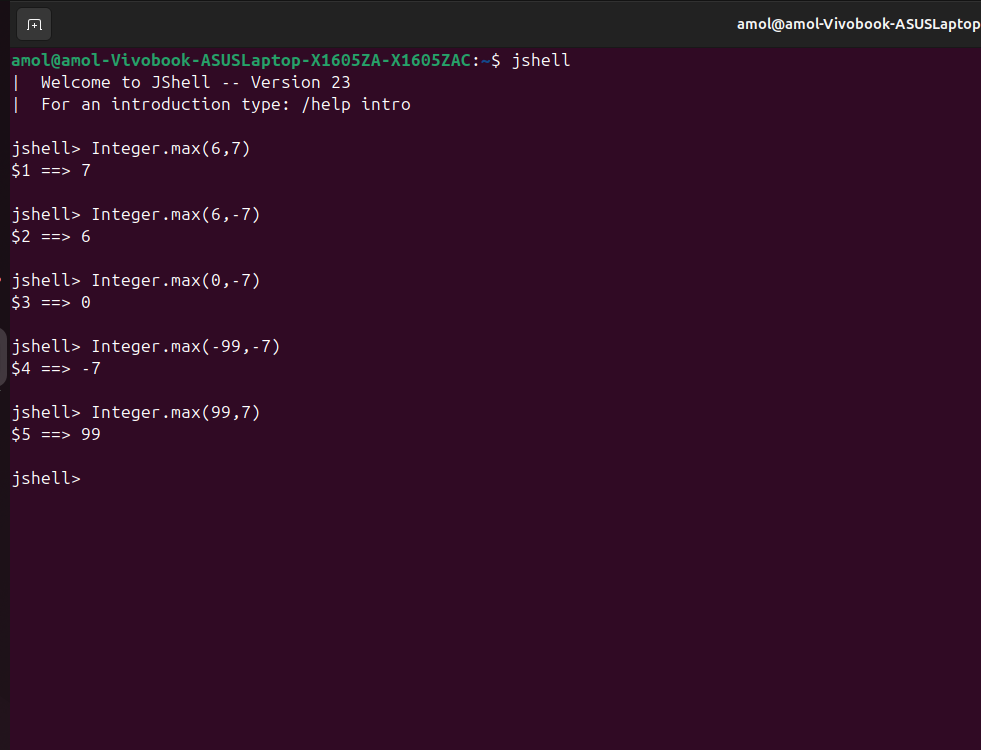 amol@amol-Vivobook-ASUSLaptop
amol@amol-Vivobook-ASUSLaptop-X1605ZA-X1605ZAC:~$ jshell
|  Welcome to JShell -- Version 23
|  For an introduction type: /help intro
jshell> Integer.max(6,7)
$1 ==> 7
jshell> Integer.max(6,-7)
$2 ==> 6
jshell> Integer.max(0,-7)
$3 ==> 0
jshell> Integer.max(-99,-7)
$4 ==> -7
jshell> Integer.max(99,7)
$5 ==> 99
jshell>